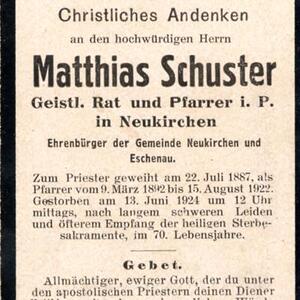 Christliches Andenken
an den hochwürdigen Herrn
Matthias Schuster
Geistl. Rat und Pfarrer i. P.
in Neukirchen
Ehrenbürger der Gemeinde Neukirchen und
Eschenau.
Zum Priester geweiht am 22. Juli 1887, als
Pfarrer vom 9. März 1892 bis 15. August 1922.
Gestorben am 13. Juni 1924 um 12 Uhr
mittags, nach langem schweren Leiden
und öfterem Empfang der heiligen Sterbe-
sakramente, im 70. Lebensjahre.
Gebet.
Allmächtiger, ewiger Gott, der du unter
den apostolischen Priestern deinen Diener